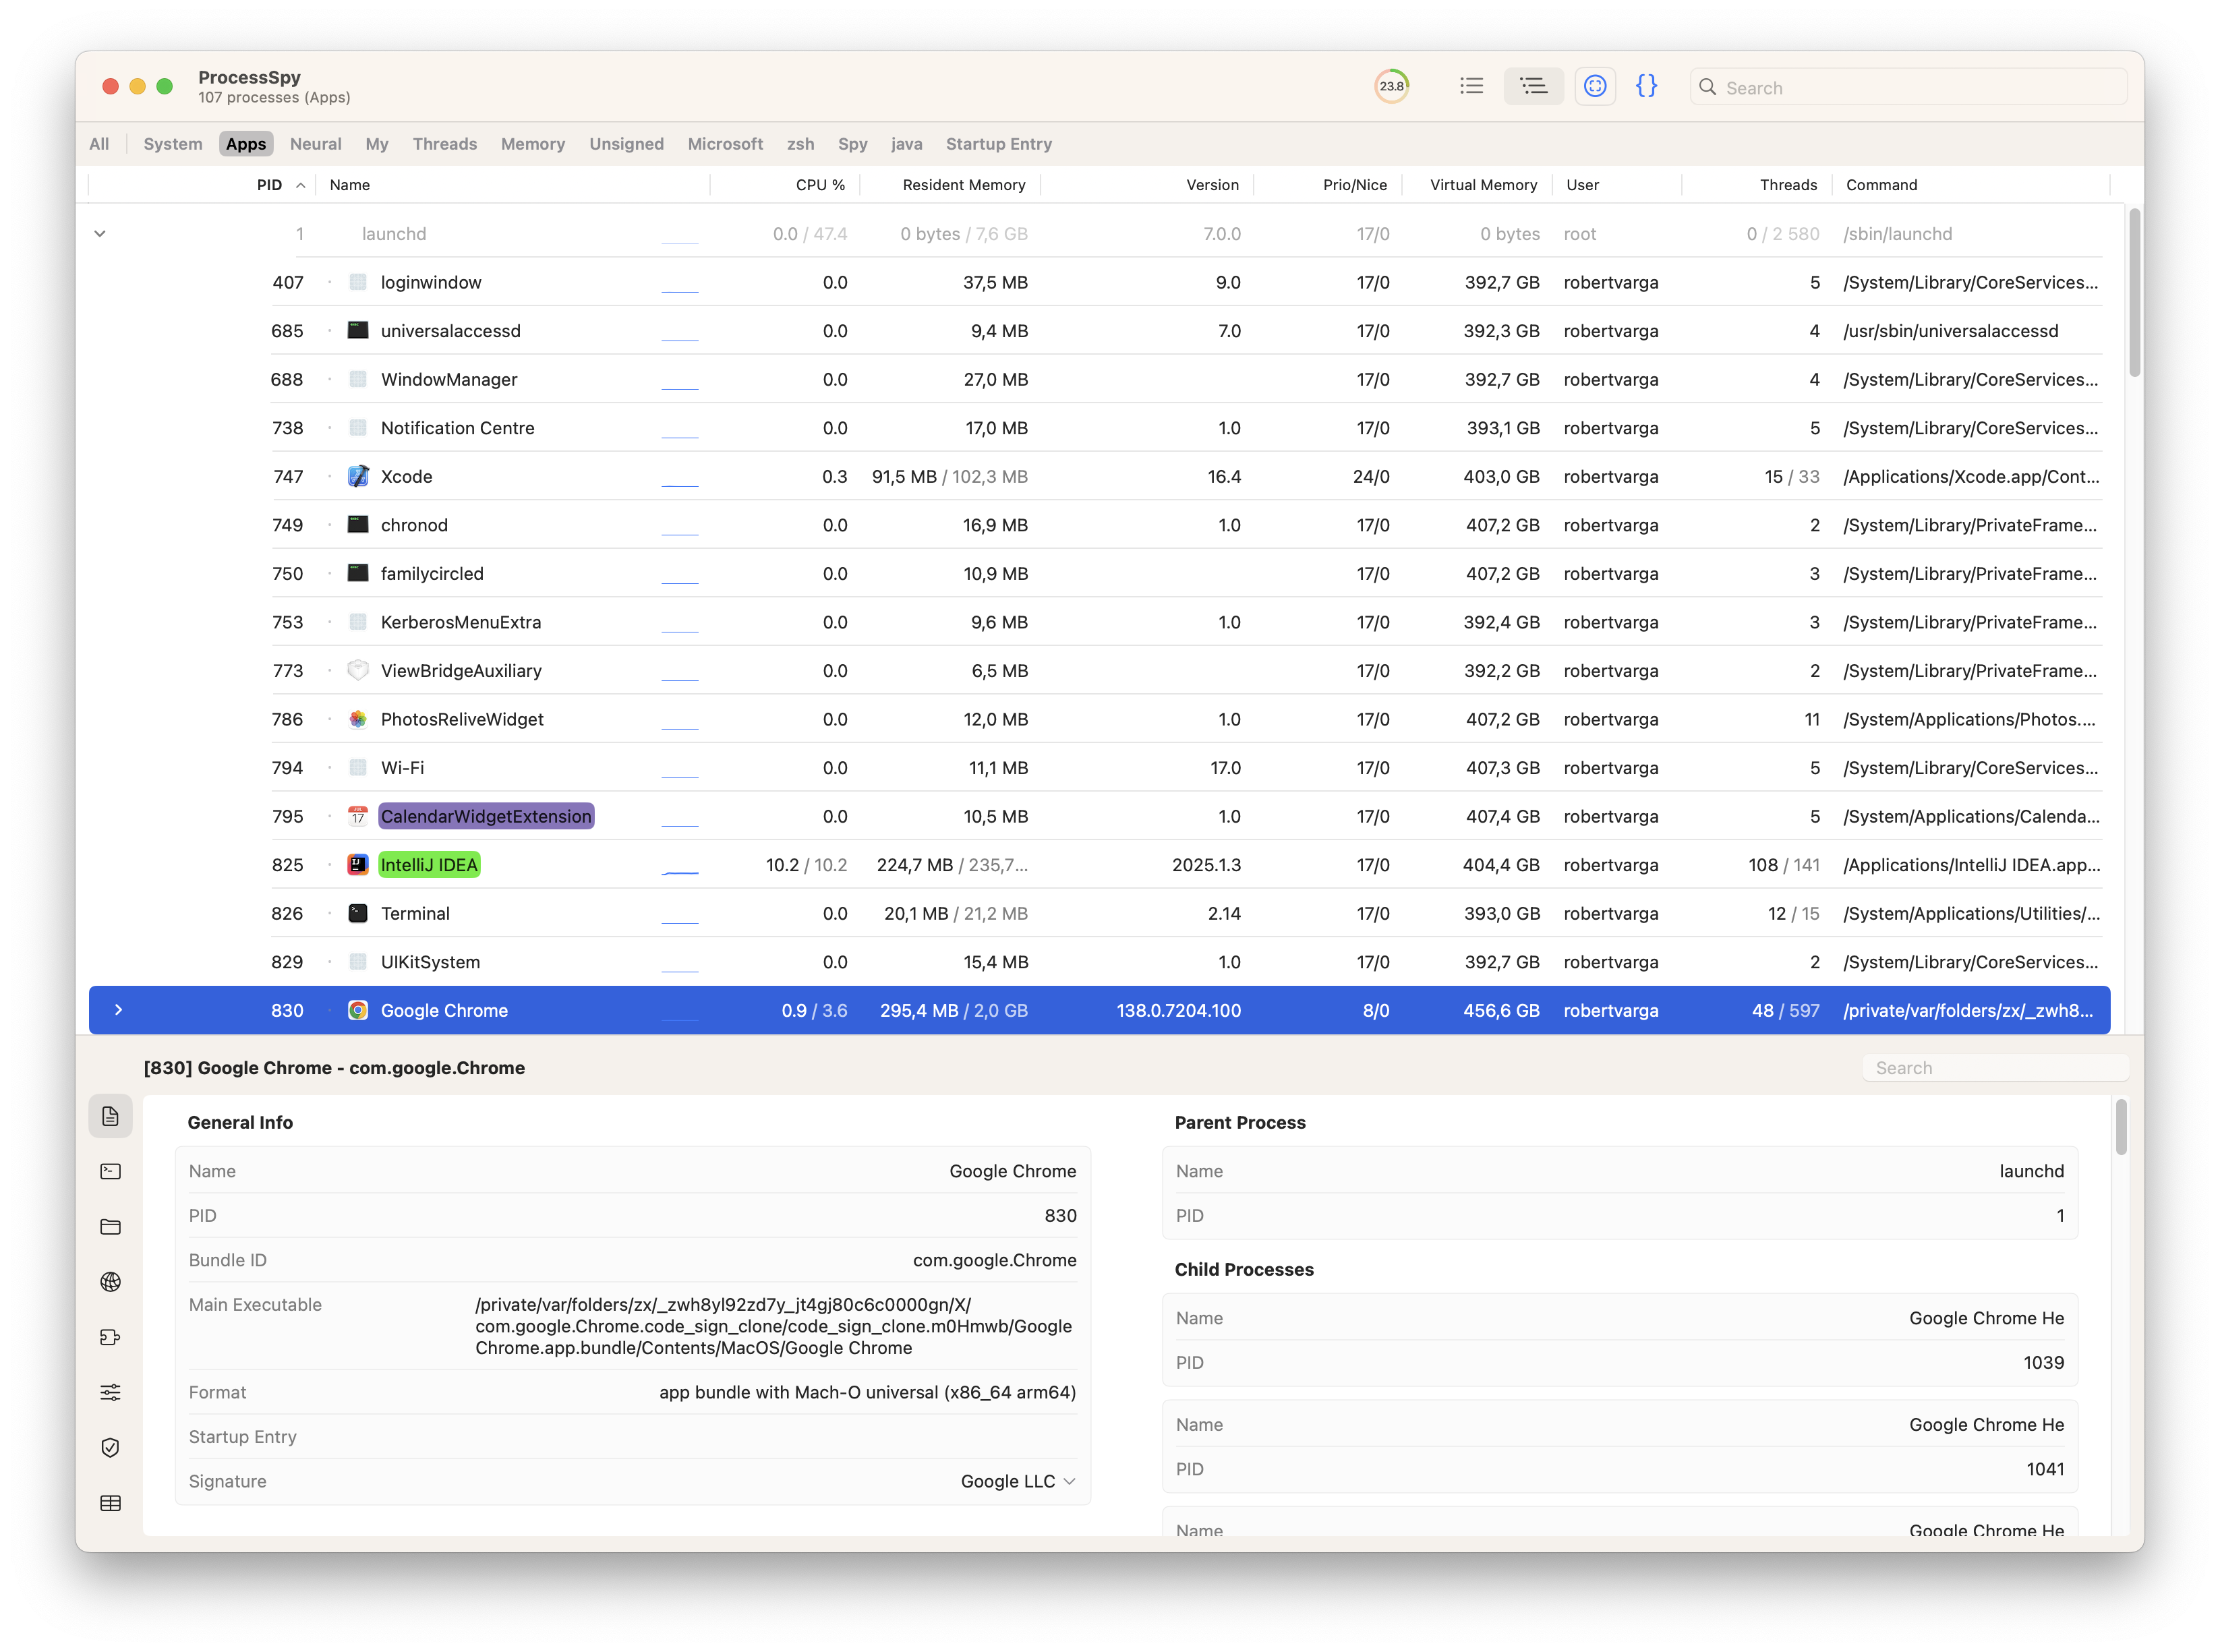 ProcessSpy
107 processes (Apps)
23.8
Search
All System Apps Neural My Threads Memory Unsigned Microsoft zsh Spy java Startup Entry
PID Name CPU % Resident Memory Version Prio/Nice Virtual Memory User Threads Command
1 launchd 0.0 / 47.4 0 bytes / 7,6 GB 7.0.0 17/0 0 bytes root 0 / 2 580 /sbin/launchd
407 loginwindow 0.0 37,5 MB 9.0 17/0 392,7 GB robertvarga 5 /System/Library/CoreServices...
685 universalaccessd 0.0 9,4 MB 7.0 17/0 392,3 GB robertvarga 4 /usr/sbin/universalaccessd
688 WindowManager 0.0 27,0 MB 17/0 392,7 GB robertvarga 4 /System/Library/CoreServices...
738 Notification Centre 0.0 17,0 MB 1.0 17/0 393,1 GB robertvarga 5 /System/Library/CoreServices...
747 Xcode 0.3 91,5 MB / 102,3 MB 16.4 24/0 403,0 GB robertvarga 15 / 33 /Applications/Xcode.app/Cont...
749 chronod 0.0 16,9 MB 1.0 17/0 407,2 GB robertvarga 2 /System/Library/PrivateFrame...
750 familycircled 0.0 10,9 MB 17/0 407,2 GB robertvarga 3 /System/Library/PrivateFrame...
753 KerberosMenuExtra 0.0 9,6 MB 1.0 17/0 392,4 GB robertvarga 3 /System/Library/PrivateFrame...
773 ViewBridgeAuxiliary 0.0 6,5 MB 17/0 392,2 GB robertvarga 2 /System/Library/PrivateFrame...
786 PhotosReliveWidget 0.0 12,0 MB 1.0 17/0 407,2 GB robertvarga 11 /System/Applications/Photos....
794 Wi-Fi 0.0 11,1 MB 17.0 17/0 407,3 GB robertvarga 5 /System/Library/CoreServices...
795 17 CalendarWidgetExtension 0.0 10,5 MB 1.0 17/0 407,4 GB robertvarga 5 /System/Applications/Calenda...
825 IJ IntelliJ IDEA 10.2 / 10.2 224,7 MB / 235,7... 2025.1.3 17/0 404,4 GB robertvarga 108 / 141 /Applications/IntelliJ IDEA.app...
826 Terminal 0.0 20,1 MB / 21,2 MB 2.14 17/0 393,0 GB robertvarga 12 / 15 /System/Applications/Utilities/...
829 UIKitSystem 0.0 15,4 MB 1.0 17/0 392,7 GB robertvarga 2 /System/Library/CoreServices...
830 Google Chrome 0.9 / 3.6 295,4 MB / 2,0 GB 138.0.7204.100 8/0 456,6 GB robertvarga 48 / 597 /private/var/folders/zx/_zwh8...
[830] Google Chrome - com.google.Chrome
Search
General Info
Name Google Chrome
PID 830
Bundle ID com.google.Chrome
Main Executable /private/var/folders/zx/_zwh8yl92zd7y_jt4gj80c6c0000gn/X/
com.google.Chrome.code_sign_clone/code_sign_clone.m0Hmwb/Google
Chrome.app.bundle/Contents/MacOS/Google Chrome
Format app bundle with Mach-O universal (x86_64 arm64)
Startup Entry
Signature Google LLC
Parent Process
Name launchd
PID 1
Child Processes
Name Google Chrome He
PID 1039
Name Google Chrome He
PID 1041
Name Google Chrome He